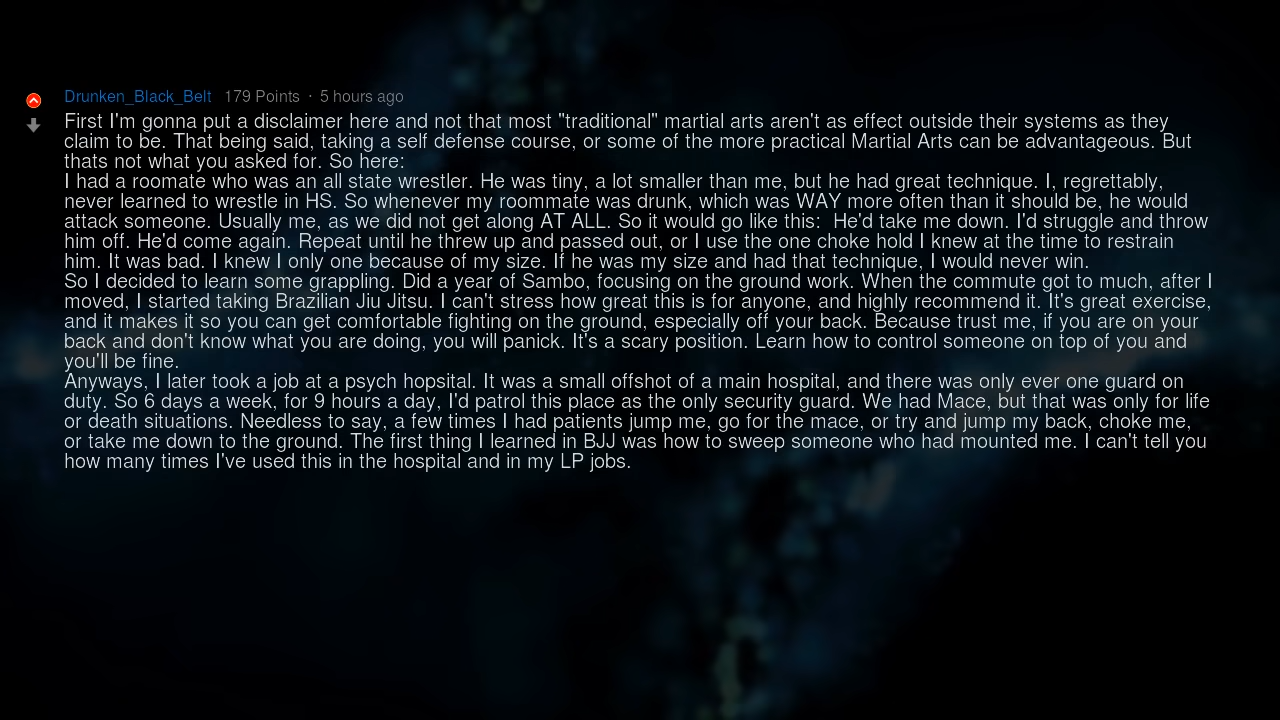 Drunken_Black_Belt 179 Points · 5 hours ago
First I'm gonna put a disclaimer here and not that most "traditional" martial arts aren't as effect outside their systems as they
claim to be. That being said, taking a self defense course, or some of the more practical Martial Arts can be advantageous. But
thats not what you asked for. So here:
I had a roomate who was an all state wrestler. He was tiny, a lot smaller than me, but he had great technique. I, regrettably,
never learned to wrestle in HS. So whenever my roommate was drunk, which was WAY more often than it should be, he would
attack someone. Usually me, as we did not get along AT ALL. So it would go like this:  He'd take me down. I'd struggle and throw
him off. He'd come again. Repeat until he threw up and passed out, or I use the one choke hold I knew at the time to restrain
him. It was bad. I knew I only one because of my size. If he was my size and had that technique, I would never win.
So I decided to learn some grappling. Did a year of Sambo, focusing on the ground work. When the commute got to much, after I
moved, I started taking Brazilian Jiu Jitsu. I can't stress how great this is for anyone, and highly recommend it. It's great exercise,
and it makes it so you can get comfortable fighting on the ground, especially off your back. Because trust me, if you are on your
back and don't know what you are doing, you will panick. It's a scary position. Learn how to control someone on top of you and
you'll be fine.
Anyways, I later took a job at a psych hopsital. It was a small offshot of a main hospital, and there was only ever one guard on
duty. So 6 days a week, for 9 hours a day, I'd patrol this place as the only security guard. We had Mace, but that was only for life
or death situations. Needless to say, a few times I had patients jump me, go for the mace, or try and jump my back, choke me,
or take me down to the ground. The first thing I learned in BJJ was how to sweep someone who had mounted me. I can't tell you
how many times I've used this in the hospital and in my LP jobs.